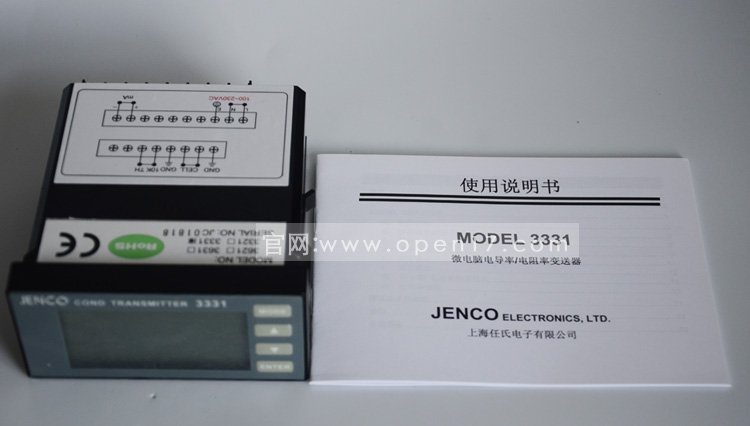 mA
- +
100~230VAC
E N L
GND CELL GND 10K TH
MODEL NO:
3621 3631
3321 3331
SERIAL NO: JC01818
RoHS
CE
JENCO COND TRANSMITTER 3331
MODE
▲
▼
ENTER
使用说明书
官网:www.open17.com
MODEL 3331
微电脑电导率/电阻率变送器
JENCO ELECTRONICS, LTD.
上海任氏电子有限公司